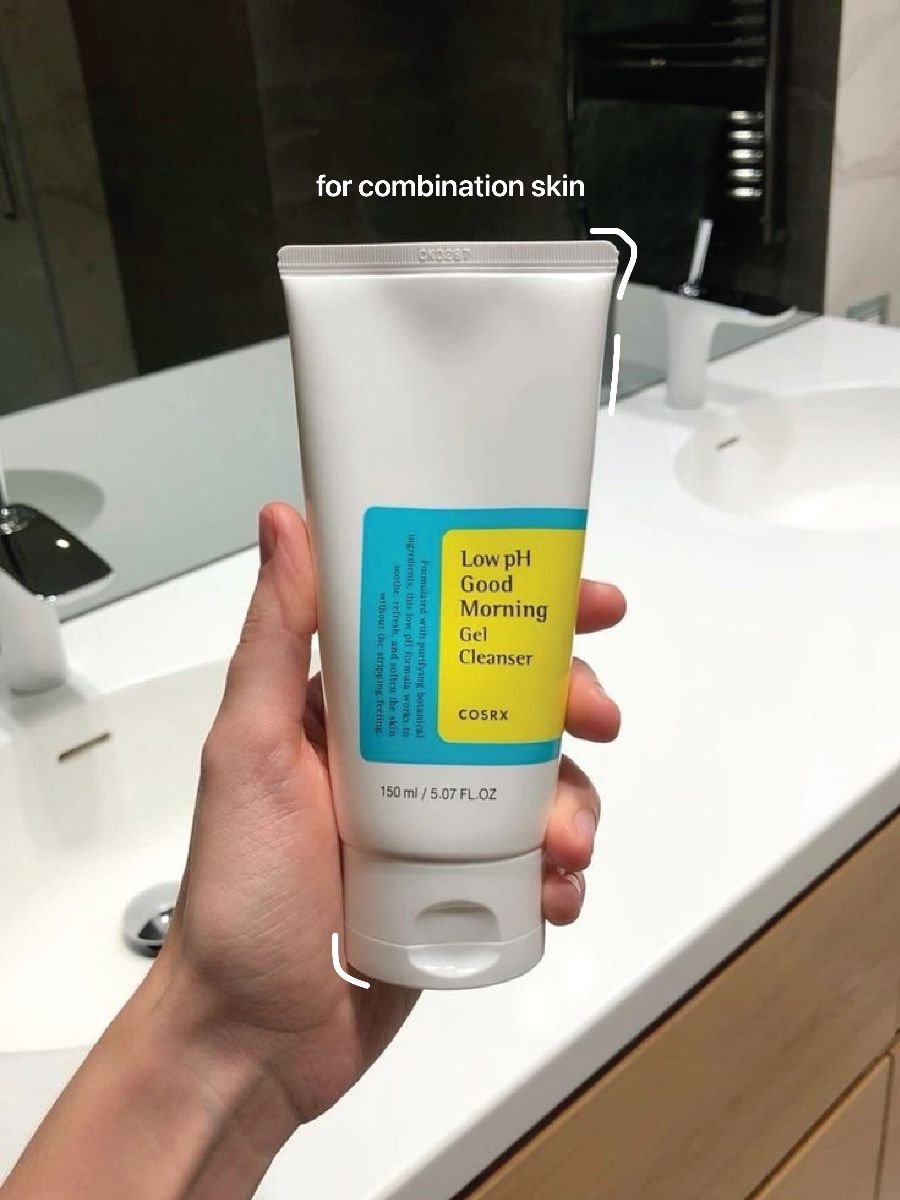 for combination skin
CK0267
Low pH
Good
Morning
Gel
Cleanser
COSRX
Formulated with purifying botanical
ingredients, this low pH formula works to
soothe, refresh, and soften the skin
without the stripping feeling.
150 ml / 5.07 FL.OZ